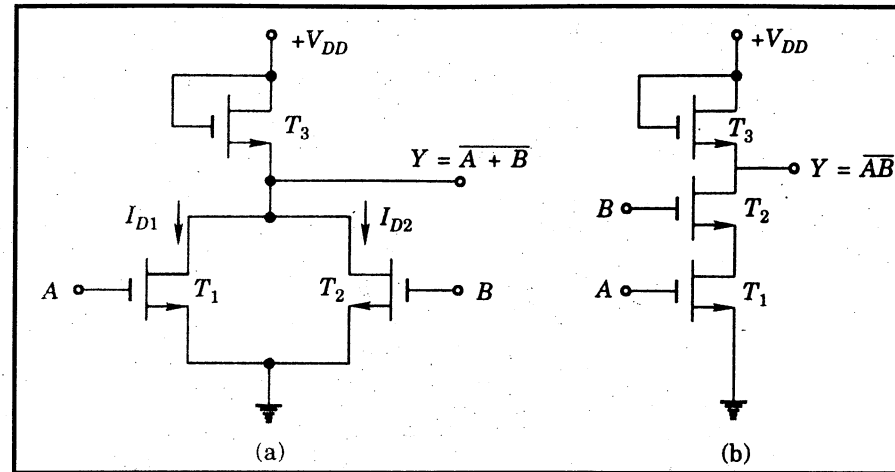 +V_DD
T_3
Y = \overline{A + B}
I_D1
I_D2
A
T_1
T_2
B
(a)
+V_DD
T_3
Y = \overline{AB}
B
T_2
A
T_1
(b)